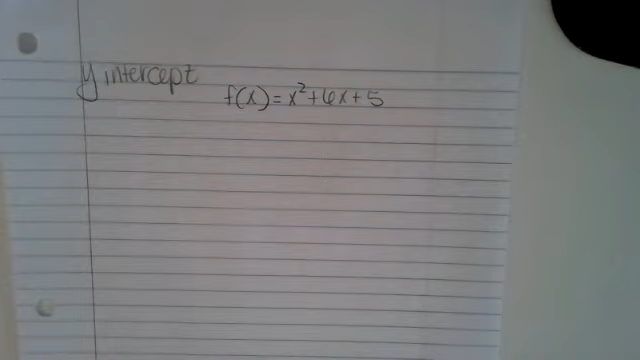 y intercept
f(x) = x² + 6x + 5